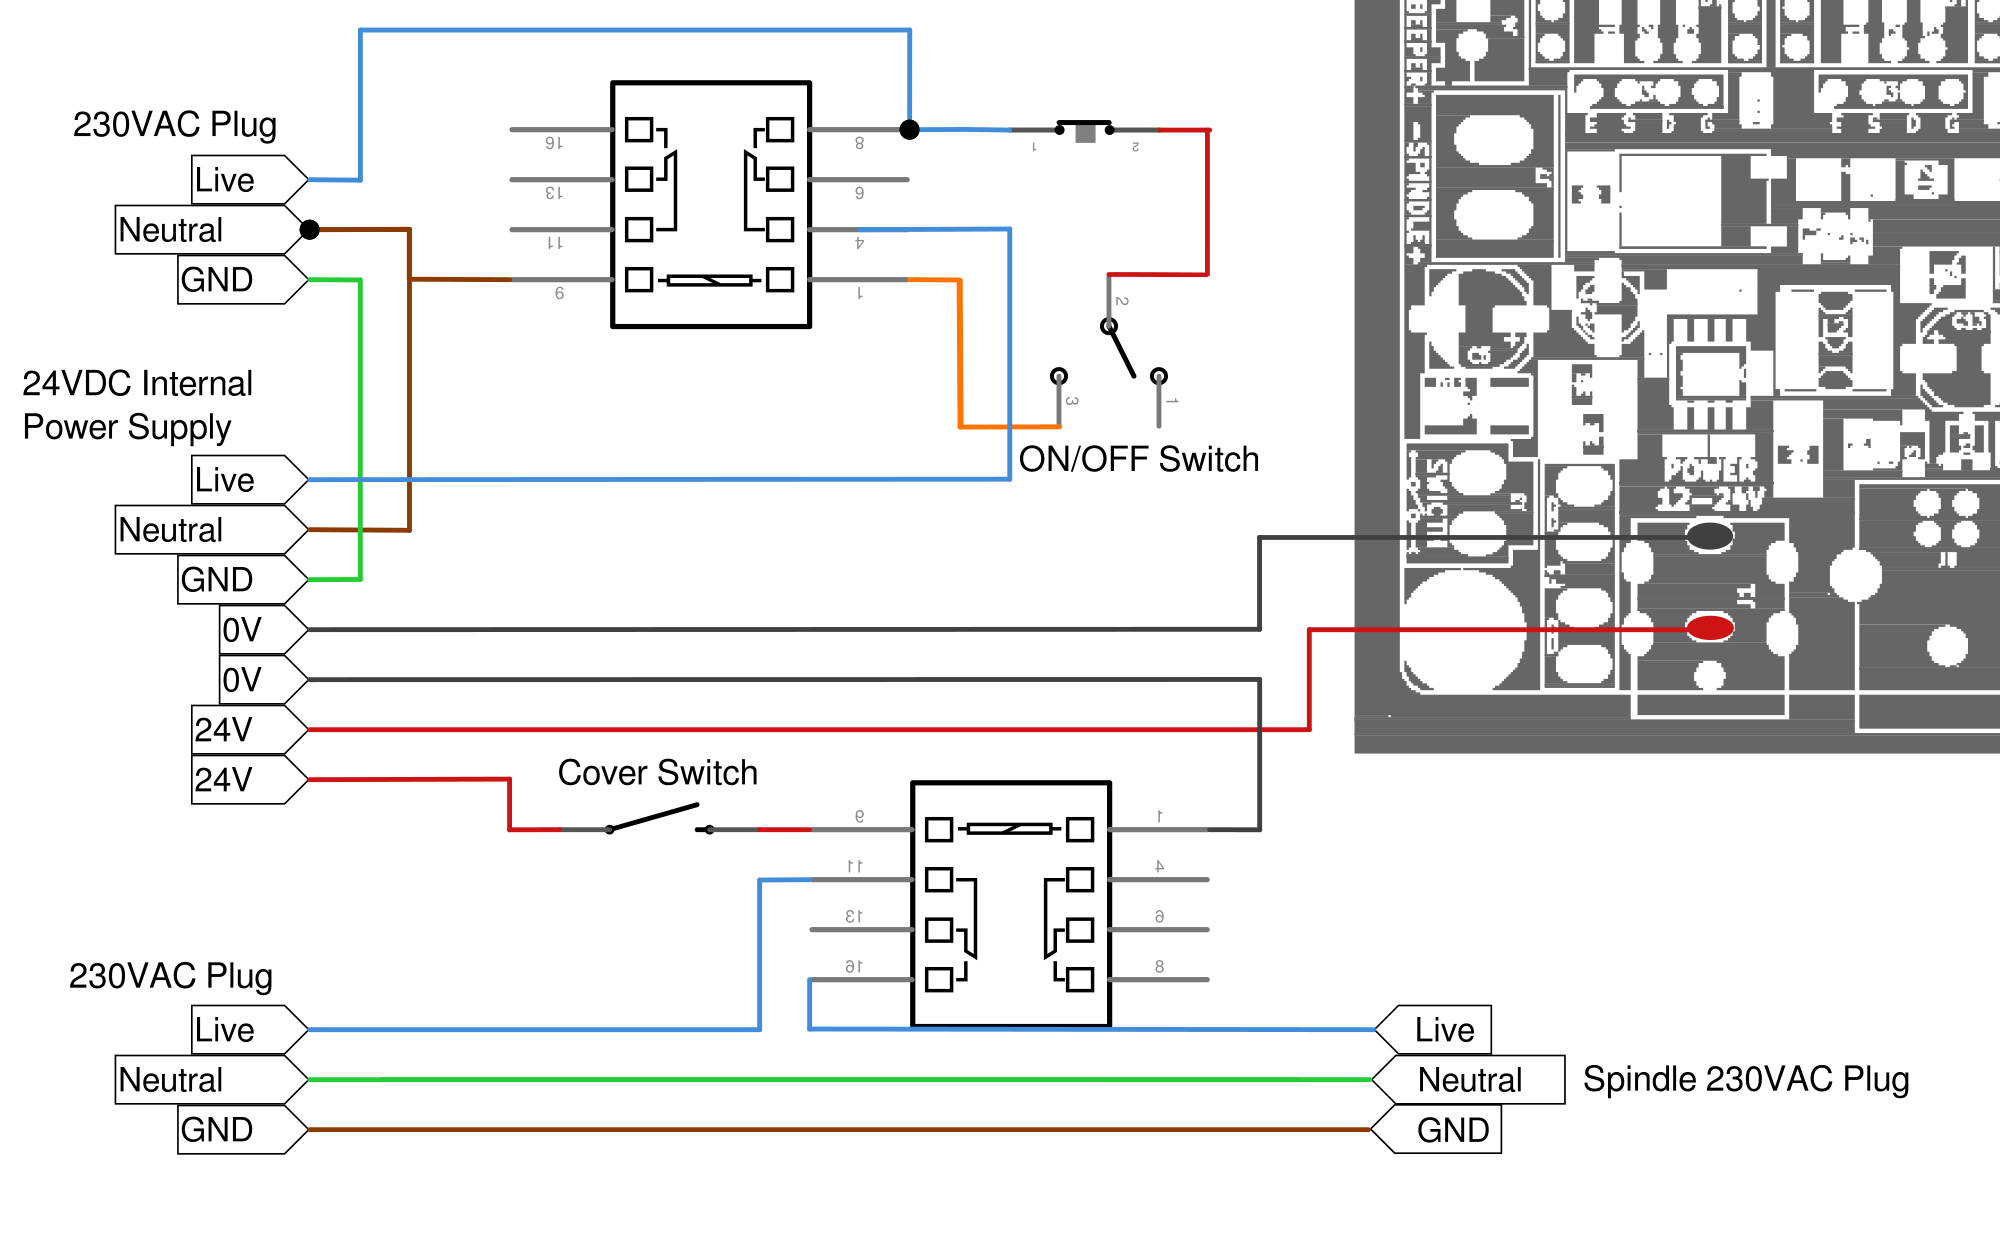 230VAC Plug
Live
Neutral
GND
16
13
11
9
8
6
4
1
1
2
2
3
1
ON/OFF Switch
24VDC Internal
Power Supply
Live
Neutral
GND
0V
0V
24V
24V
Cover Switch
9
11
13
16
1
4
6
8
230VAC Plug
Live
Neutral
GND
Live
Neutral
GND
Spindle 230VAC Plug
BEEPER+
-SPINDLE+
E S D G
E S D G
L2
C13
POWER
12-24V
F1
J1